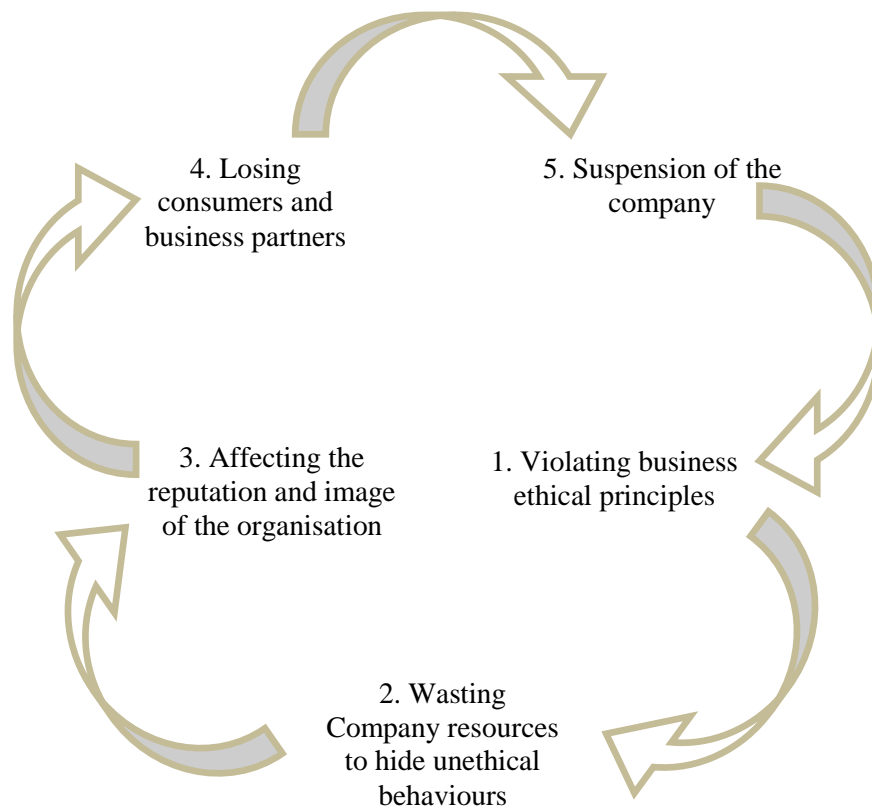 4. Losing
consumers and
business partners
5. Suspension of the
company
3. Affecting the
reputation and image
of the organisation
1. Violating business
ethical principles
2. Wasting
Company resources
to hide unethical
behaviours